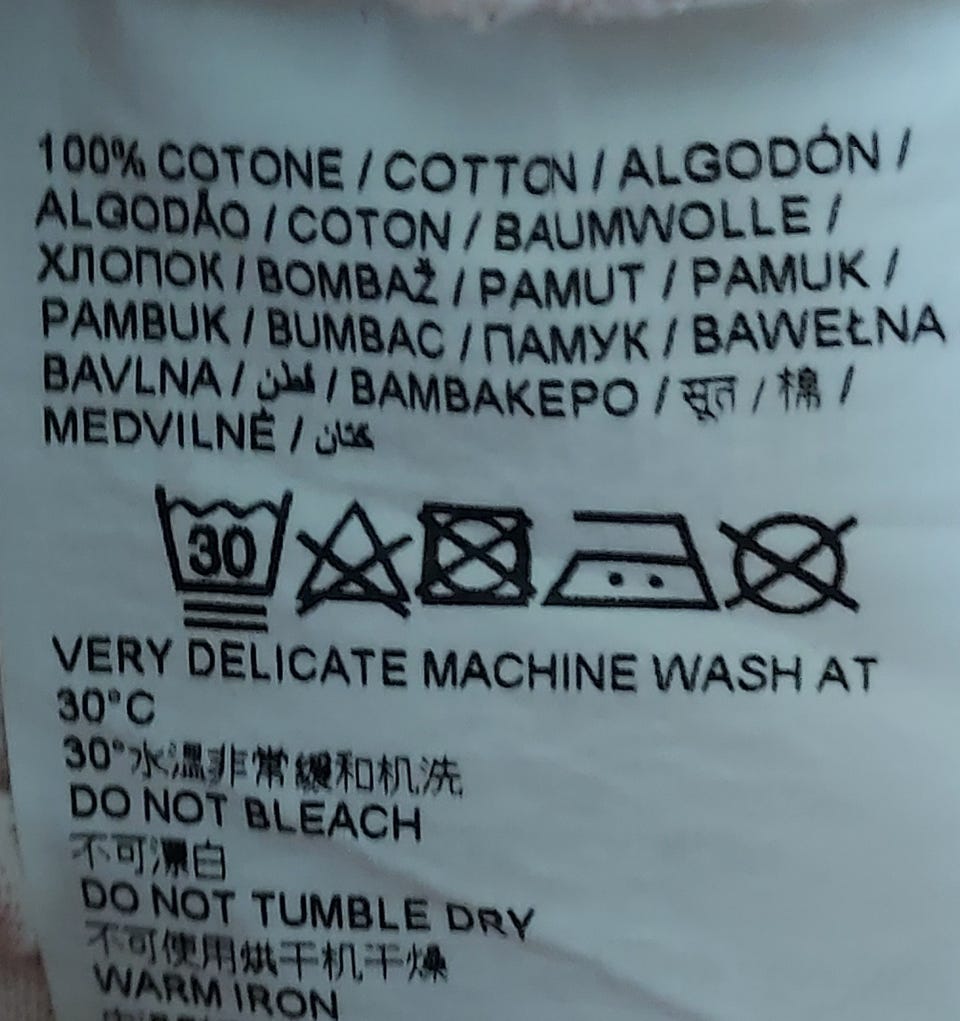 100% COTONE / COTTON / ALGODÓN /
ALGODÃO / COTON / BAUMWOLLE /
ХЛОПОК / BOMBAŽ / PAMUT / PAMUK /
PAMBUK / BUMBAC / ПАМУК / BAWEŁNA
BAVLNA / قطن / BAMBAKEPO / सूत / 棉 /
MEDVILNĖ / كتان
30
VERY DELICATE MACHINE WASH AT
30°C
30°水温非常緩和机洗
DO NOT BLEACH
不可漂白
DO NOT TUMBLE DRY
不可使用烘干机干燥
WARM IRON